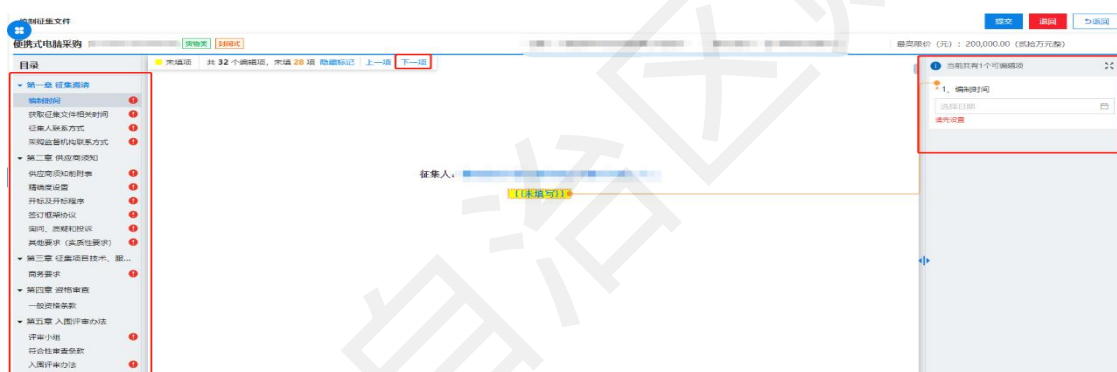 编制征集文件
提交 退回 返回
便携式电脑采购 货物类 封闭式 最高限价（元）：200,000.00（贰拾万元整）
目录 未填项 共 32 个编辑项，未填 28 项 隐藏标记 上一项 下一项
当前共有1个可编辑项
第一章 征集邀请
编制时间
1、编制时间
选择日期
请先设置
获取征集文件相关时间
征集人联系方式
采购监督机构联系方式
第二章 供应商须知
供应商须知前附表
征集人：
精确度设置
【【未填写】】
开标及开标程序
签订框架协议
询问、质疑和投诉
其他要求（实质性要求）
第三章 征集项目技术、服...
商务要求
第四章 资格审查
一般资格条款
第五章 入围评审办法
评审小组
符合性审查条款
入围评审办法
自治区